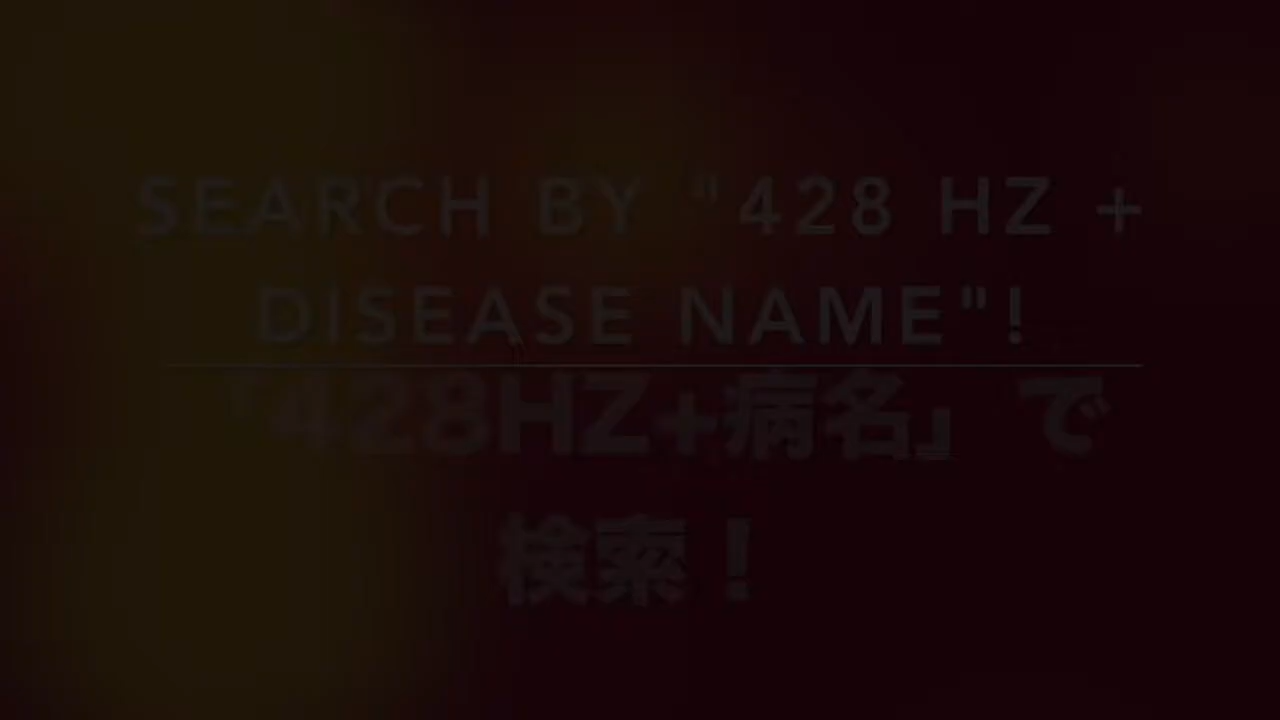 SEARCH BY "428 HZ +
DISEASE NAME"!
『428HZ+病名』で
検索！